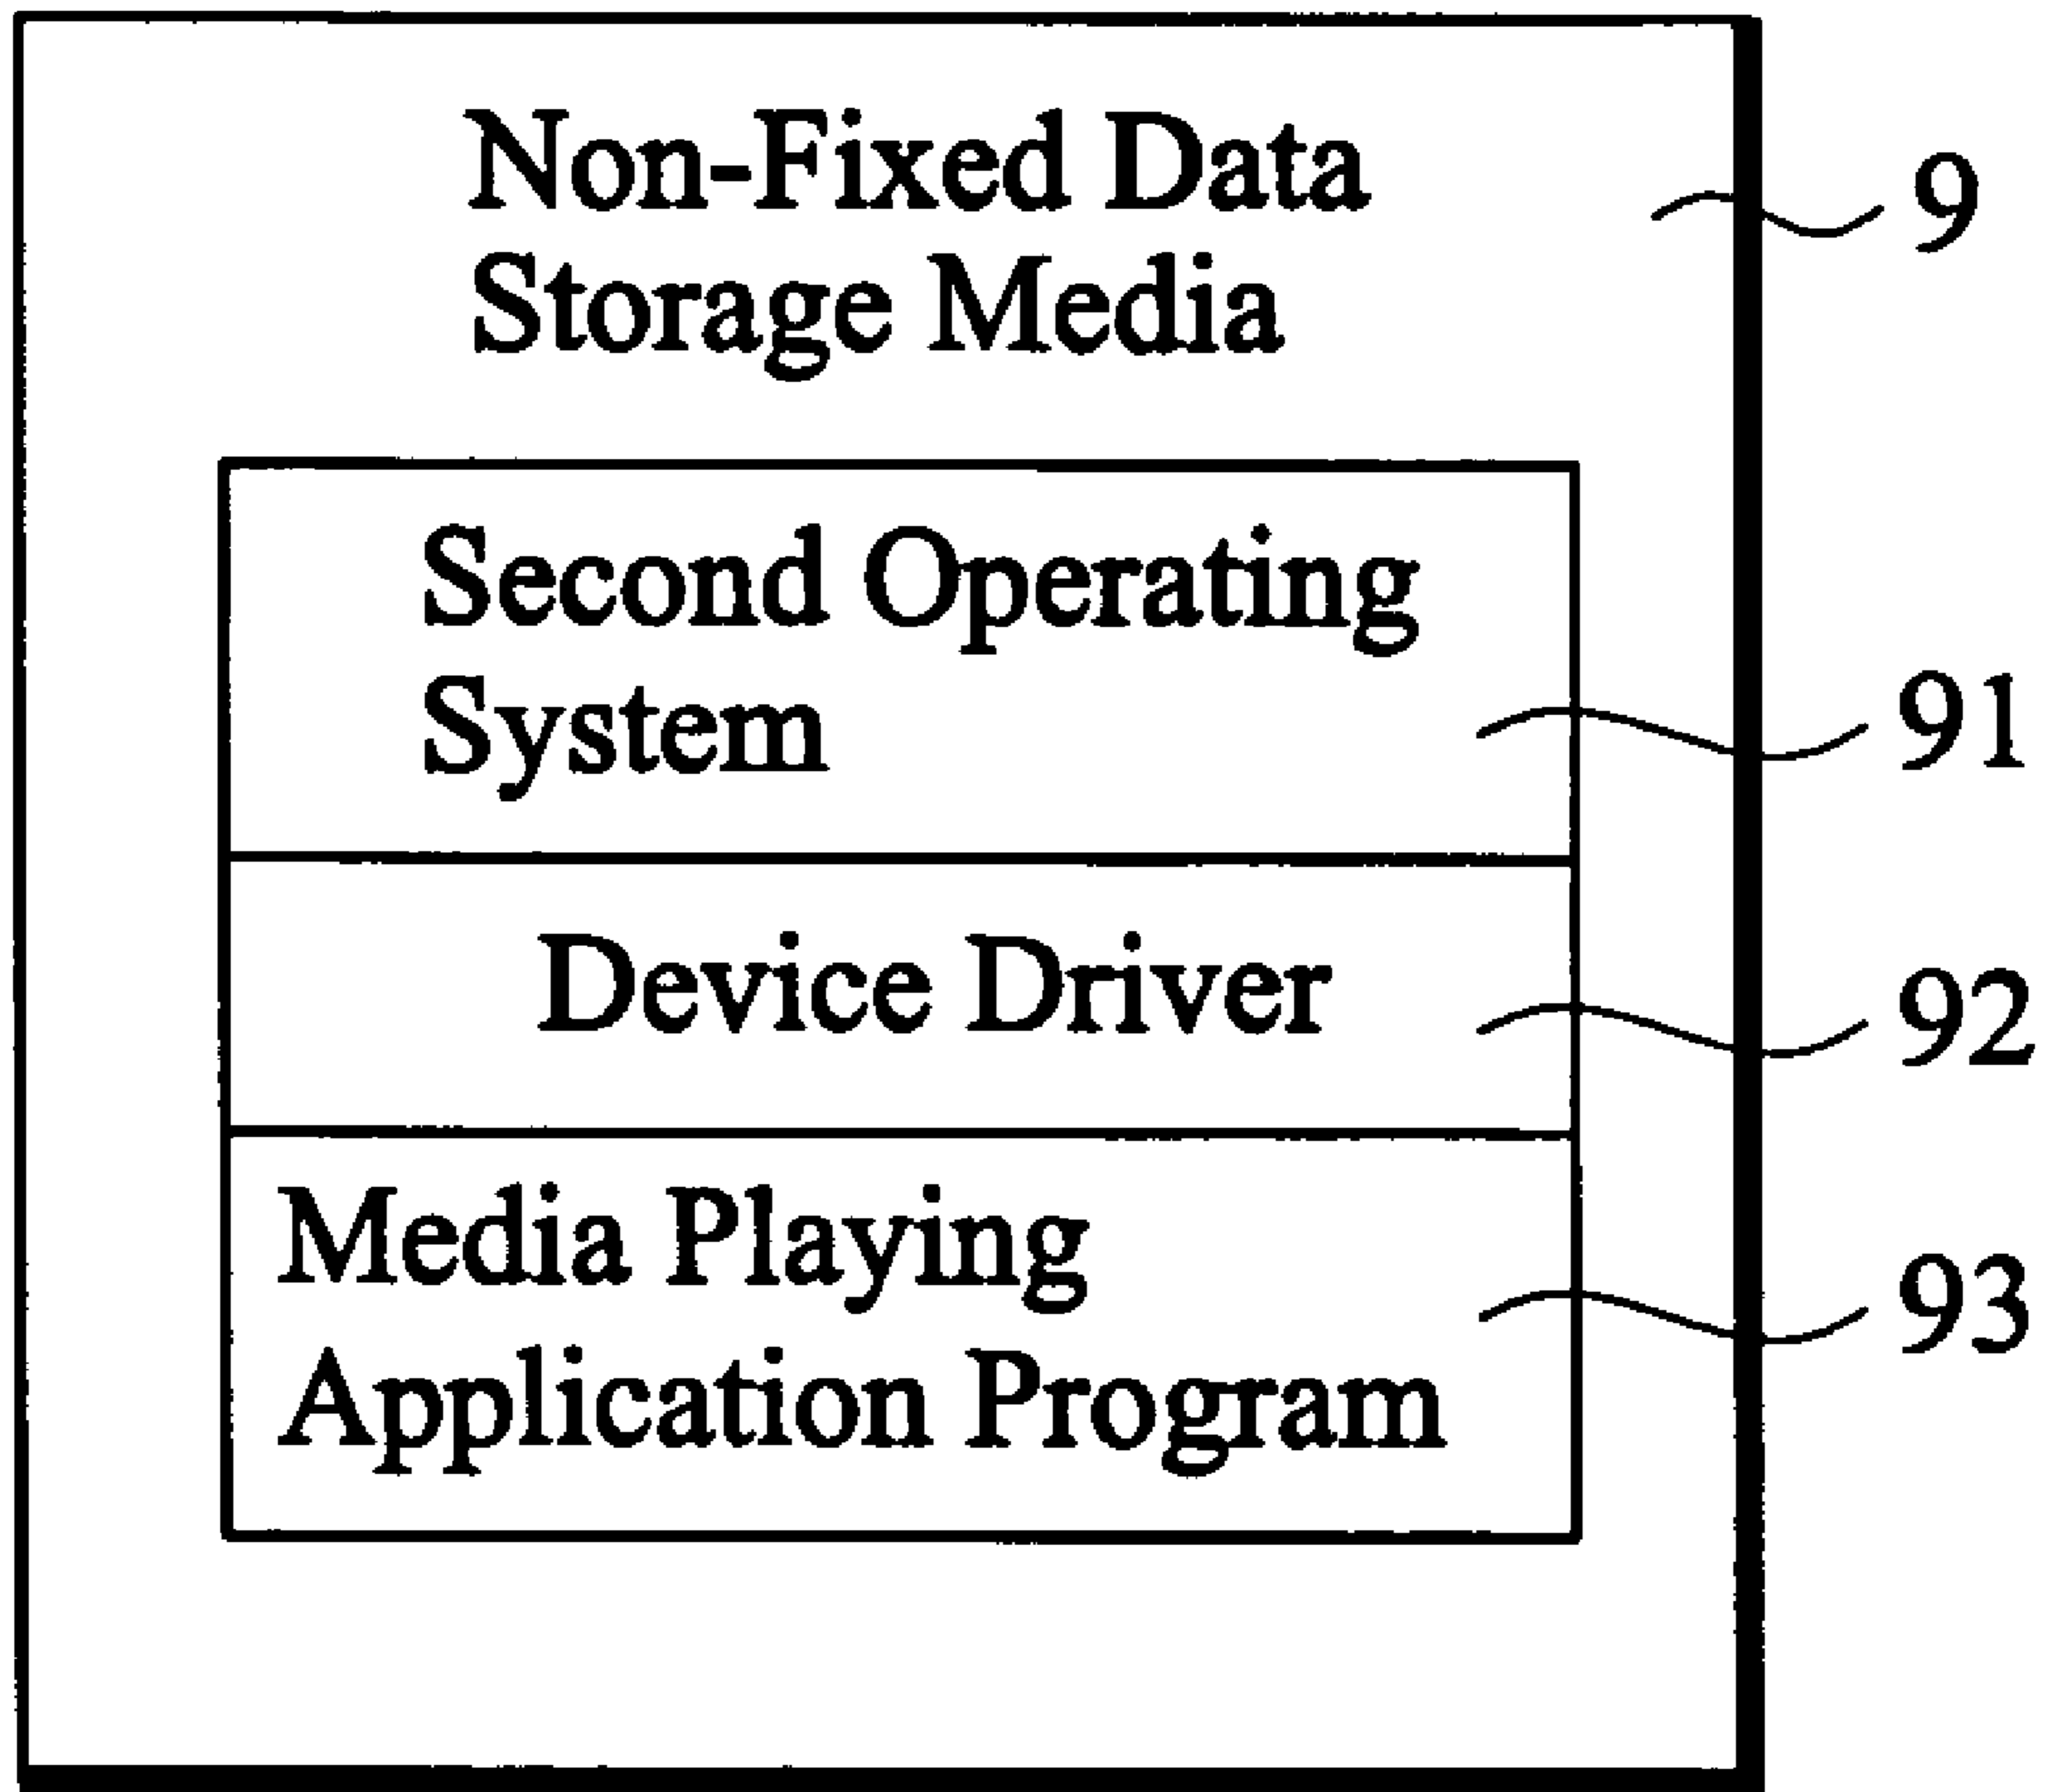 Non-Fixed Data
Storage Media
9
Second Operating
System
91
Device Driver
92
Media Playing
Application Program
93